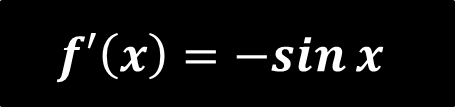 f′(x) = −sin x